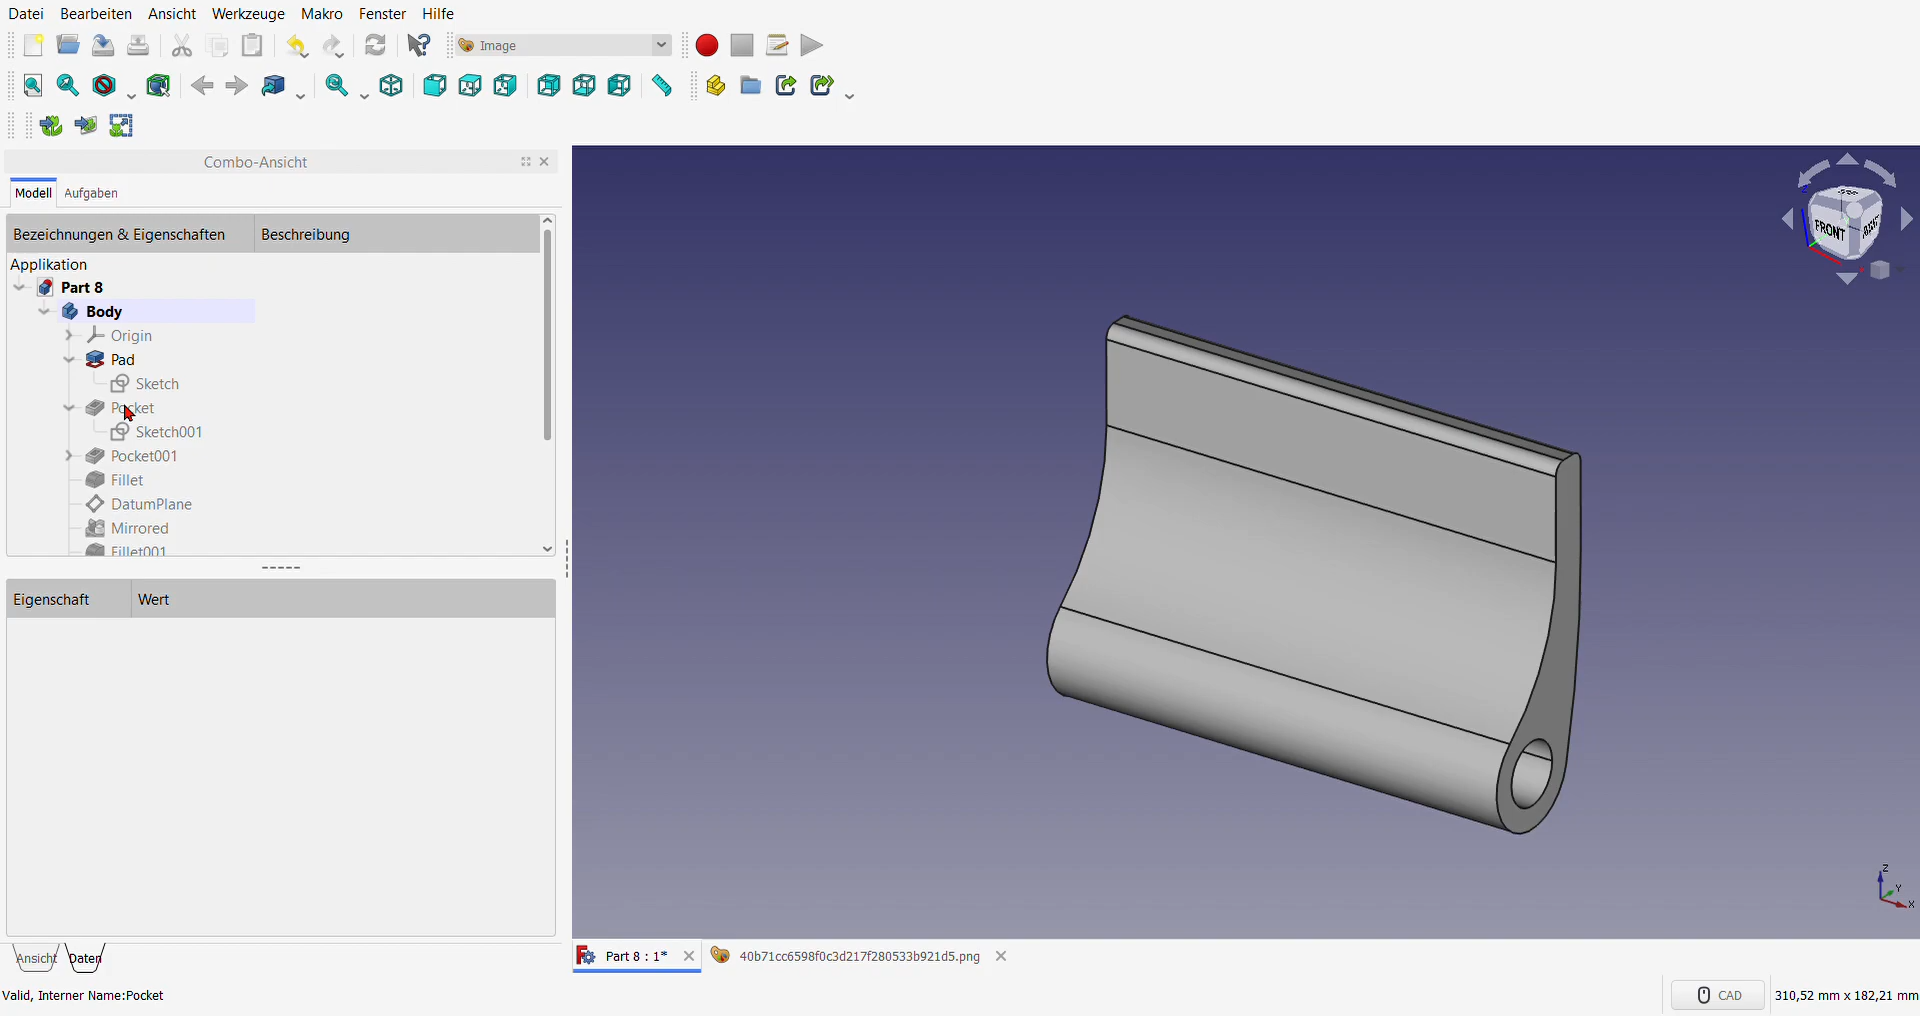 Datei Bearbeiten Ansicht Werkzeuge Makro Fenster Hilfe
Image
Combo-Ansicht
Modell Aufgaben
Bezeichnungen & Eigenschaften Beschreibung
Applikation
Part 8
Body
Origin
Pad
Sketch
Pocket
Sketch001
Pocket001
Fillet
DatumPlane
Mirrored
Fillet001
Eigenschaft Wert
Ansicht Daten
FRONT
Z
Y
X
Part 8 : 1*
40b71cc6598f0c3d217f280533b921d5.png
Valid, Interner Name:Pocket
CAD
310,52 mm x 182,21 mm